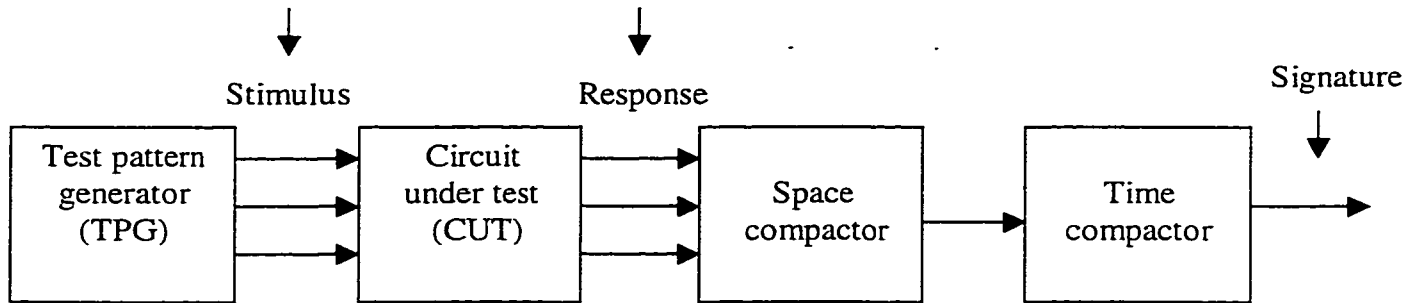 Stimulus
Response
Signature
Test pattern
generator
(TPG)
Circuit
under test
(CUT)
Space
compactor
Time
compactor